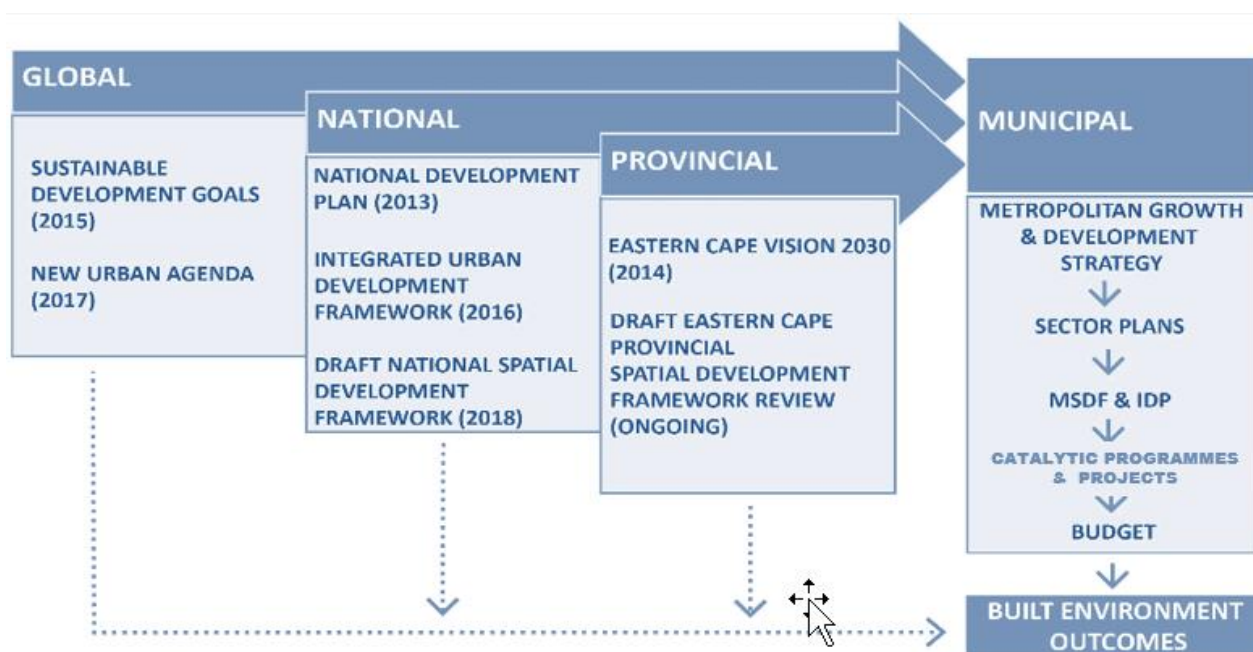 GLOBAL
SUSTAINABLE
DEVELOPMENT GOALS
(2015)
NEW URBAN AGENDA
(2017)
NATIONAL
NATIONAL DEVELOPMENT
PLAN (2013)
INTEGRATED URBAN
DEVELOPMENT
FRAMEWORK (2016)
DRAFT NATIONAL SPATIAL
DEVELOPMENT
FRAMEWORK (2018)
PROVINCIAL
EASTERN CAPE VISION 2030
(2014)
DRAFT EASTERN CAPE
PROVINCIAL
SPATIAL DEVELOPMENT
FRAMEWORK REVIEW
(ONGOING)
MUNICIPAL
METROPOLITAN GROWTH
& DEVELOPMENT
STRATEGY
SECTOR PLANS
MSDF & IDP
CATALYTIC PROGRAMMES
& PROJECTS
BUDGET
BUILT ENVIRONMENT
OUTCOMES